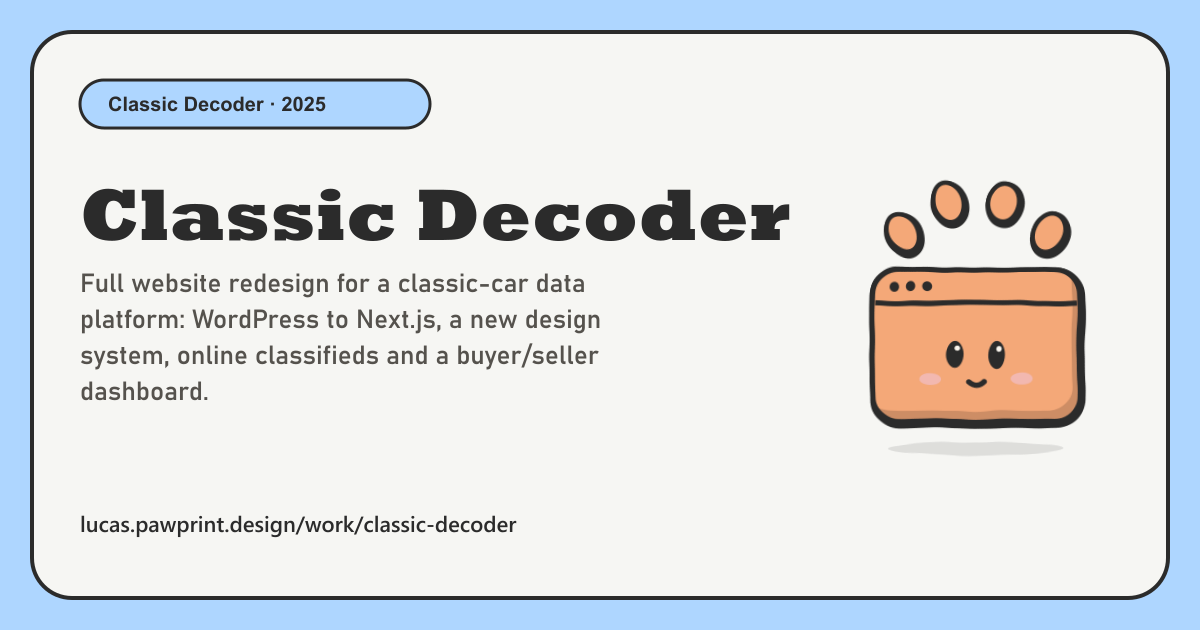 Classic Decoder · 2025
Classic Decoder
Full website redesign for a classic-car data
platform: WordPress to Next.js, a new design
system, online classifieds and a buyer/seller
dashboard.
lucas.pawprint.design/work/classic-decoder